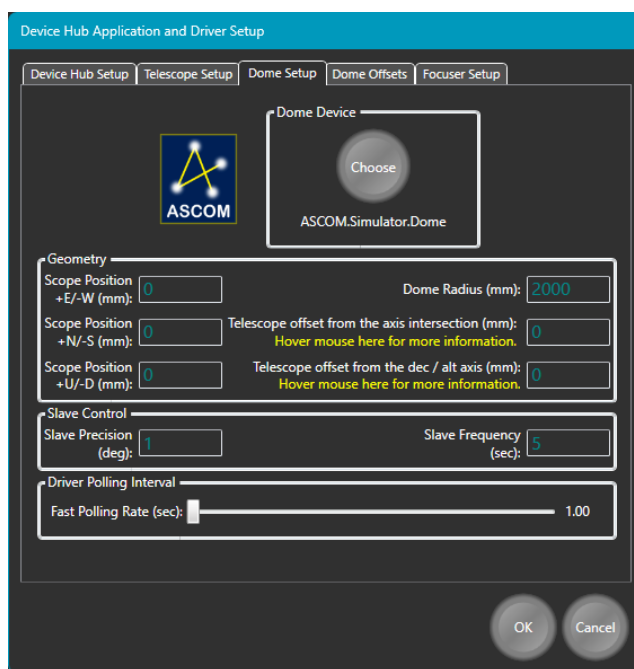 Device Hub Application and Driver Setup
Device Hub Setup Telescope Setup Dome Setup Dome Offsets Focuser Setup
Dome Device
Choose
ASCOM
ASCOM.Simulator.Dome
Geometry
Scope Position
+E/-W (mm): 0
Dome Radius (mm): 2000
Scope Position
+N/-S (mm): 0
Telescope offset from the axis intersection (mm):
Hover mouse here for more information. 0
Scope Position
+U/-D (mm): 0
Telescope offset from the dec / alt axis (mm):
Hover mouse here for more information. 0
Slave Control
Slave Precision
(deg): 1
Slave Frequency
(sec): 5
Driver Polling Interval
Fast Polling Rate (sec): 1.00
OK Cancel